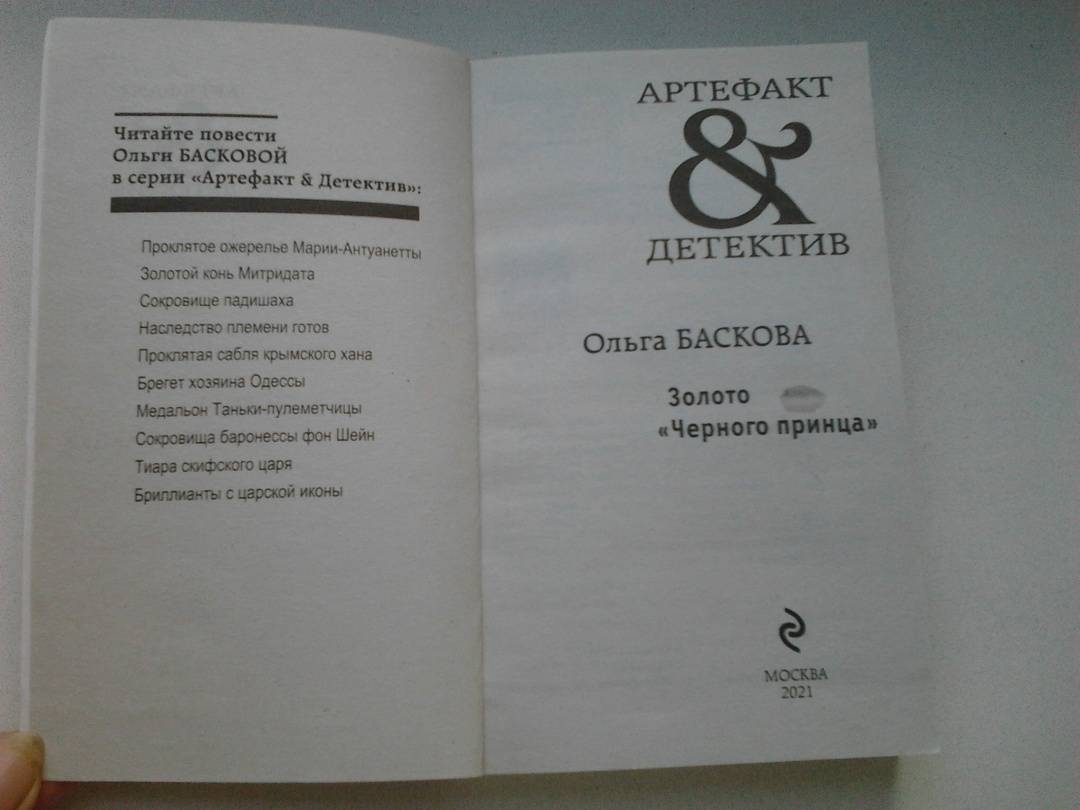 Читайте повести
Ольги БАСКОВОЙ
в серии «Артефакт & Детектив»:
Проклятое ожерелье Марии-Антуанетты
Золотой конь Митридата
Сокровище падишаха
Наследство племени готов
Проклятая сабля крымского хана
Брегет хозяина Одессы
Медальон Таньки-пулеметчицы
Сокровища баронессы фон Шейн
Тиара скифского царя
Бриллианты с царской иконы
АРТЕФАКТ
&
ДЕТЕКТИВ
Ольга БАСКОВА
Золото
«Черного принца»
МОСКВА
2021